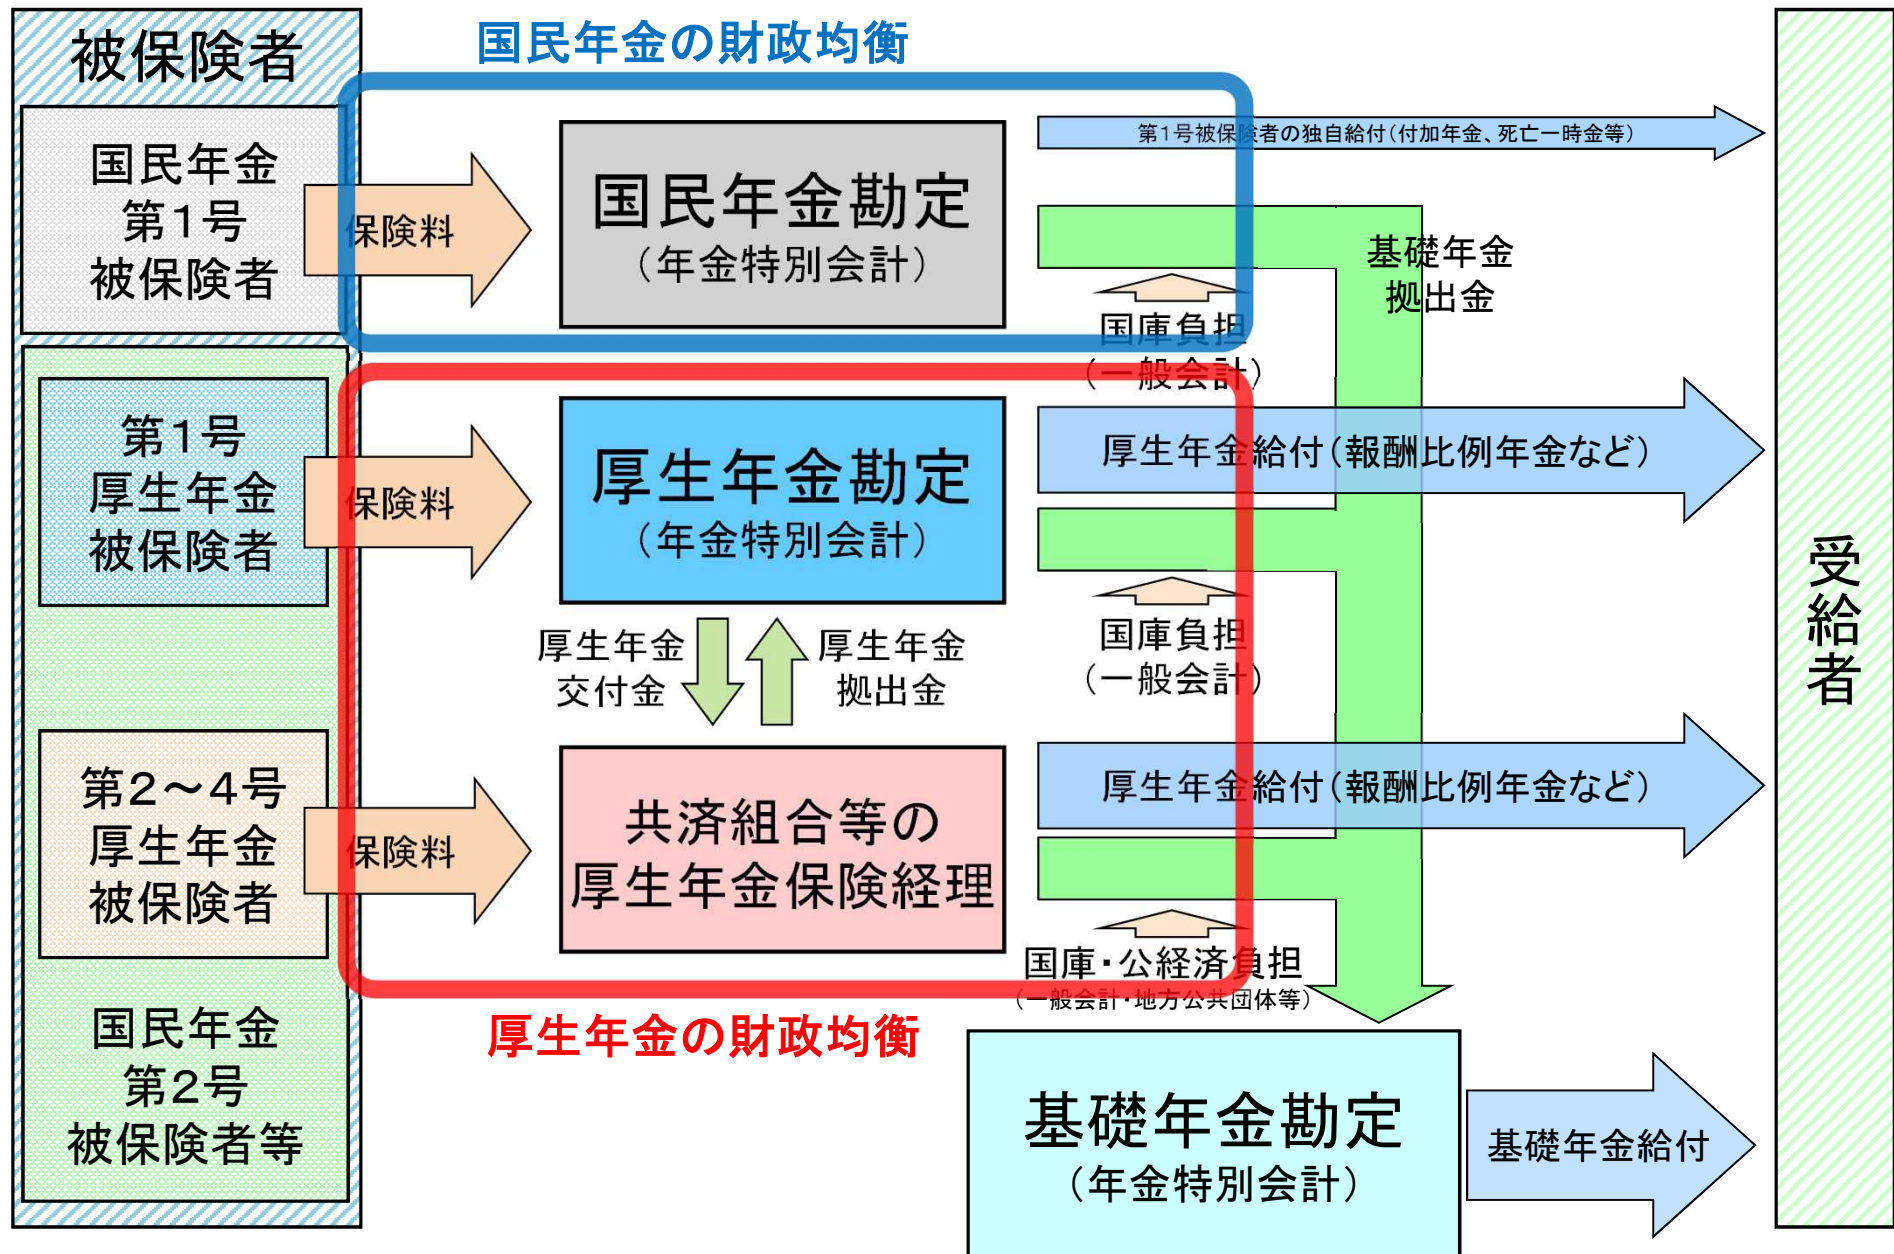 被保険者
国民年金の財政均衡
国民年金
第1号
被保険者
保険料
国民年金勘定
（年金特別会計）
第1号被保険者の独自給付（付加年金、死亡一時金等）
基礎年金
拠出金
国庫負担
（一般会計）
第1号
厚生年金
被保険者
保険料
厚生年金勘定
（年金特別会計）
厚生年金給付（報酬比例年金など）
国庫負担
（一般会計）
厚生年金
交付金
厚生年金
拠出金
第2～4号
厚生年金
被保険者
保険料
共済組合等の
厚生年金保険経理
厚生年金給付（報酬比例年金など）
国庫・公経済負担
（一般会計・地方公共団体等）
国民年金
第2号
被保険者等
厚生年金の財政均衡
基礎年金勘定
（年金特別会計）
基礎年金給付
受給者